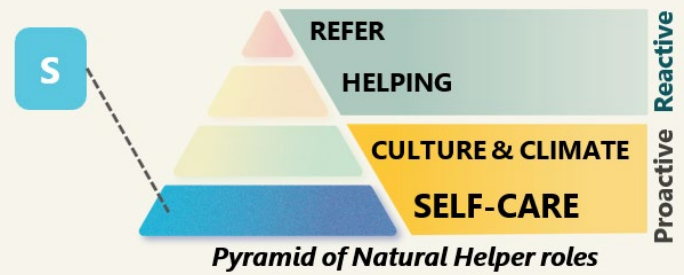 S
REFER
HELPING
Reactive
CULTURE & CLIMATE
SELF-CARE
Proactive
Pyramid of Natural Helper roles